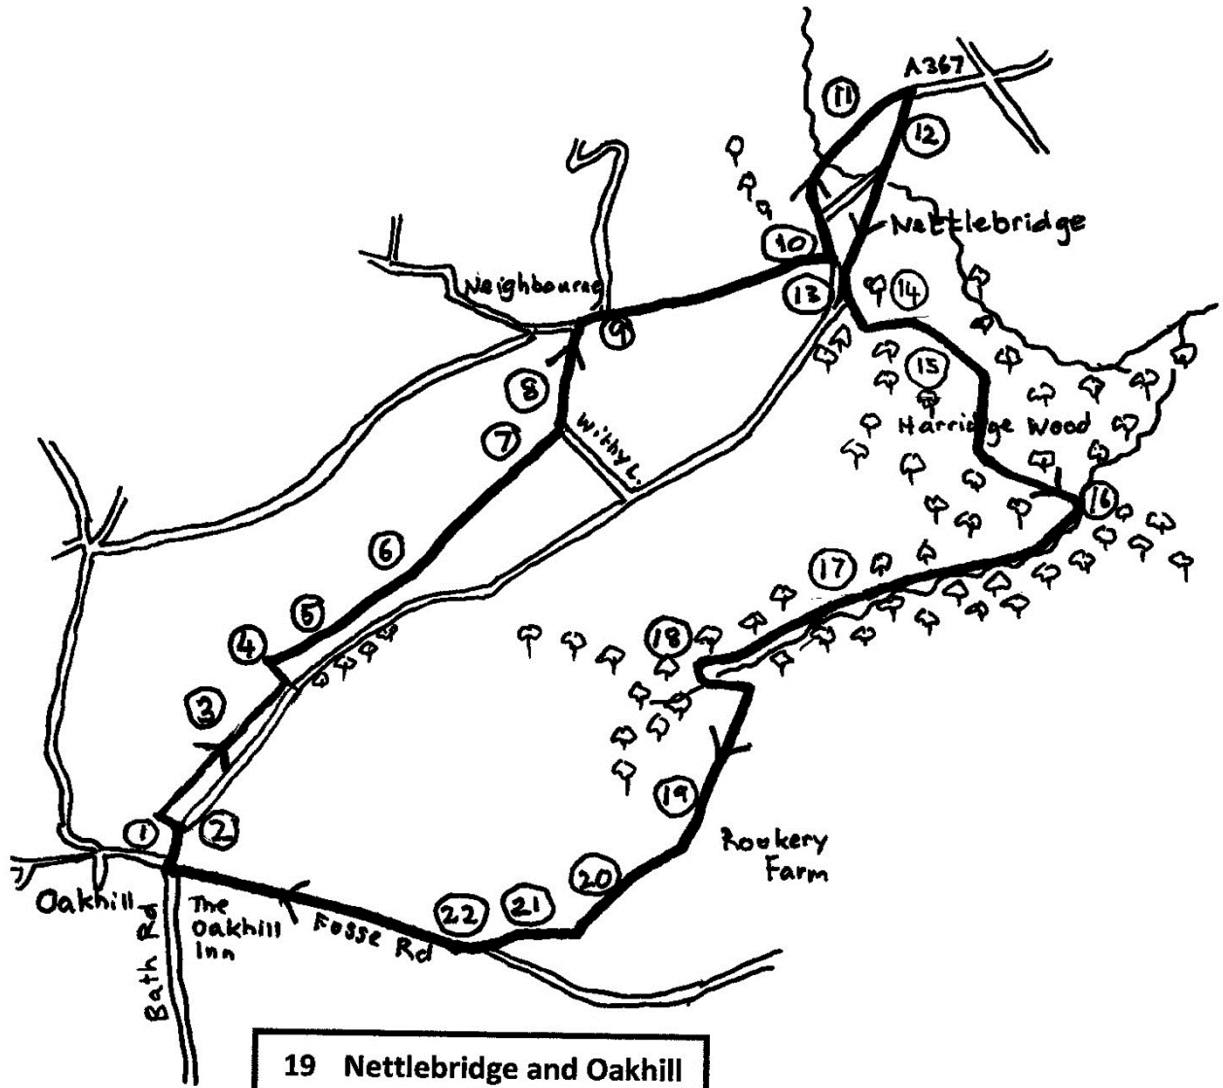 A367
11
12
10
Nettlebridge
Neighbourne
13
14
9
15
8
Harridge Wood
7
Withy L.
16
6
17
5
4
18
3
19
1
2
Rookery
Farm
20
Oakhill
22
21
The
Oakhill
Inn
Fosse Rd
Bath Rd
19 Nettlebridge and Oakhill